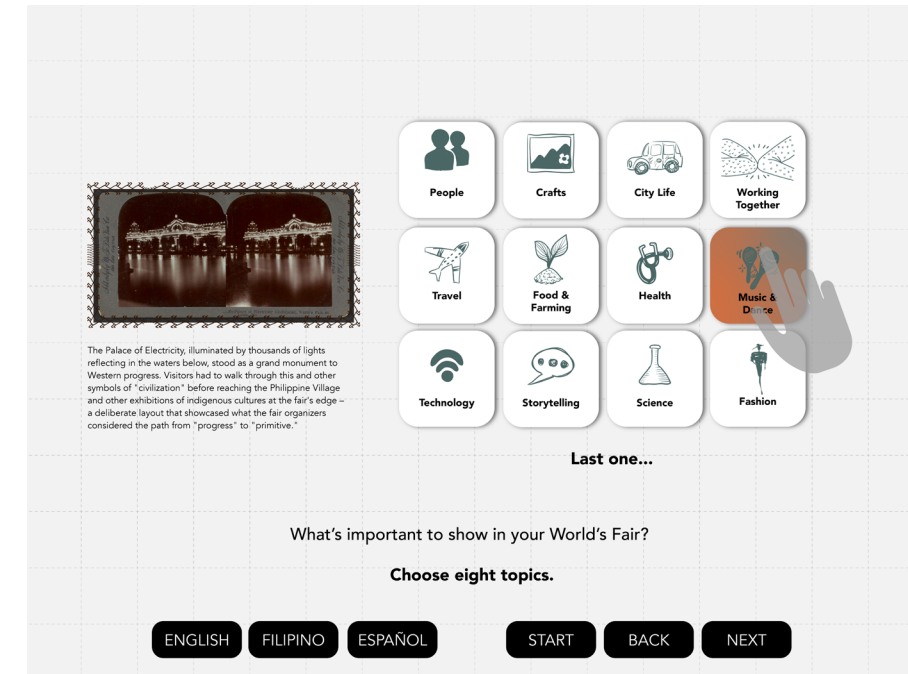 The Palace of Electricity, illuminated by thousands of lights
reflecting in the waters below, stood as a grand monument to
Western progress. Visitors had to walk through this and other
symbols of "civilization" before reaching the Philippine Village
and other exhibitions of indigenous cultures at the fair's edge –
a deliberate layout that showcased what the fair organizers
considered the path from "progress" to "primitive."
People
Crafts
City Life
Working
Together
Travel
Food &
Farming
Health
Music &
Dance
Technology
Storytelling
Science
Fashion
Last one...
What's important to show in your World's Fair?
Choose eight topics.
ENGLISH
FILIPINO
ESPAÑOL
START
BACK
NEXT